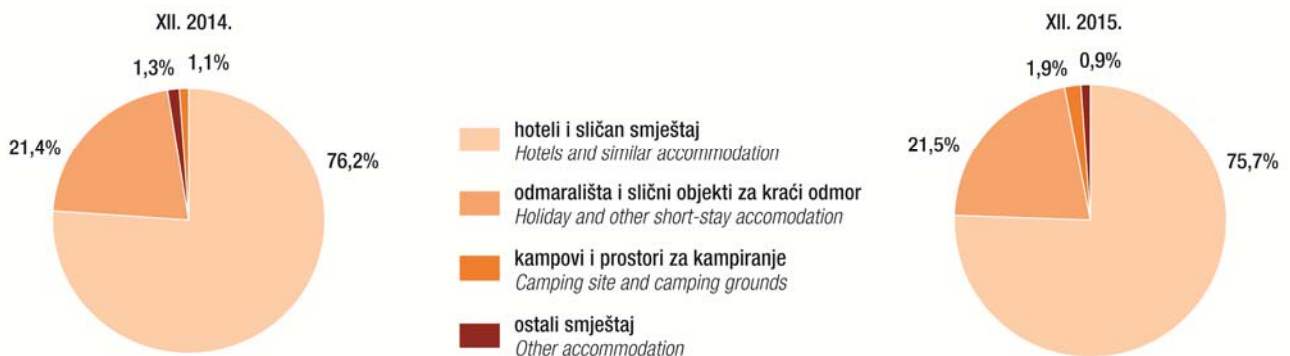 XII. 2014.
1,3%
1,1%
21,4%
76,2%
hoteli i sličan smještaj
Hotels and similar accommodation
odmarališta i slični objekti za kraći odmor
Holiday and other short-stay accomodation
kampovi i prostori za kampiranje
Camping site and camping grounds
ostali smještaj
Other accommodation
XII. 2015.
1,9%
0,9%
21,5%
75,7%